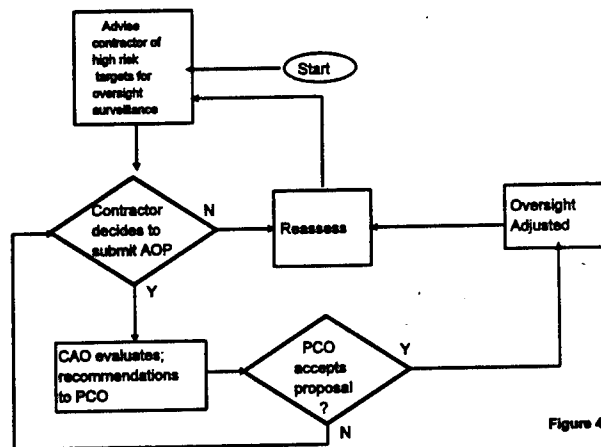 Advise
contractor of
high risk
targets for
oversight
surveillance
Start
Contractor
decides to
submit AOP
N
Y
Reassess
Oversight
Adjusted
CAO evaluates;
recommendations
to PCO
PCO
accepts
proposal
?
Y
N
Figure 4